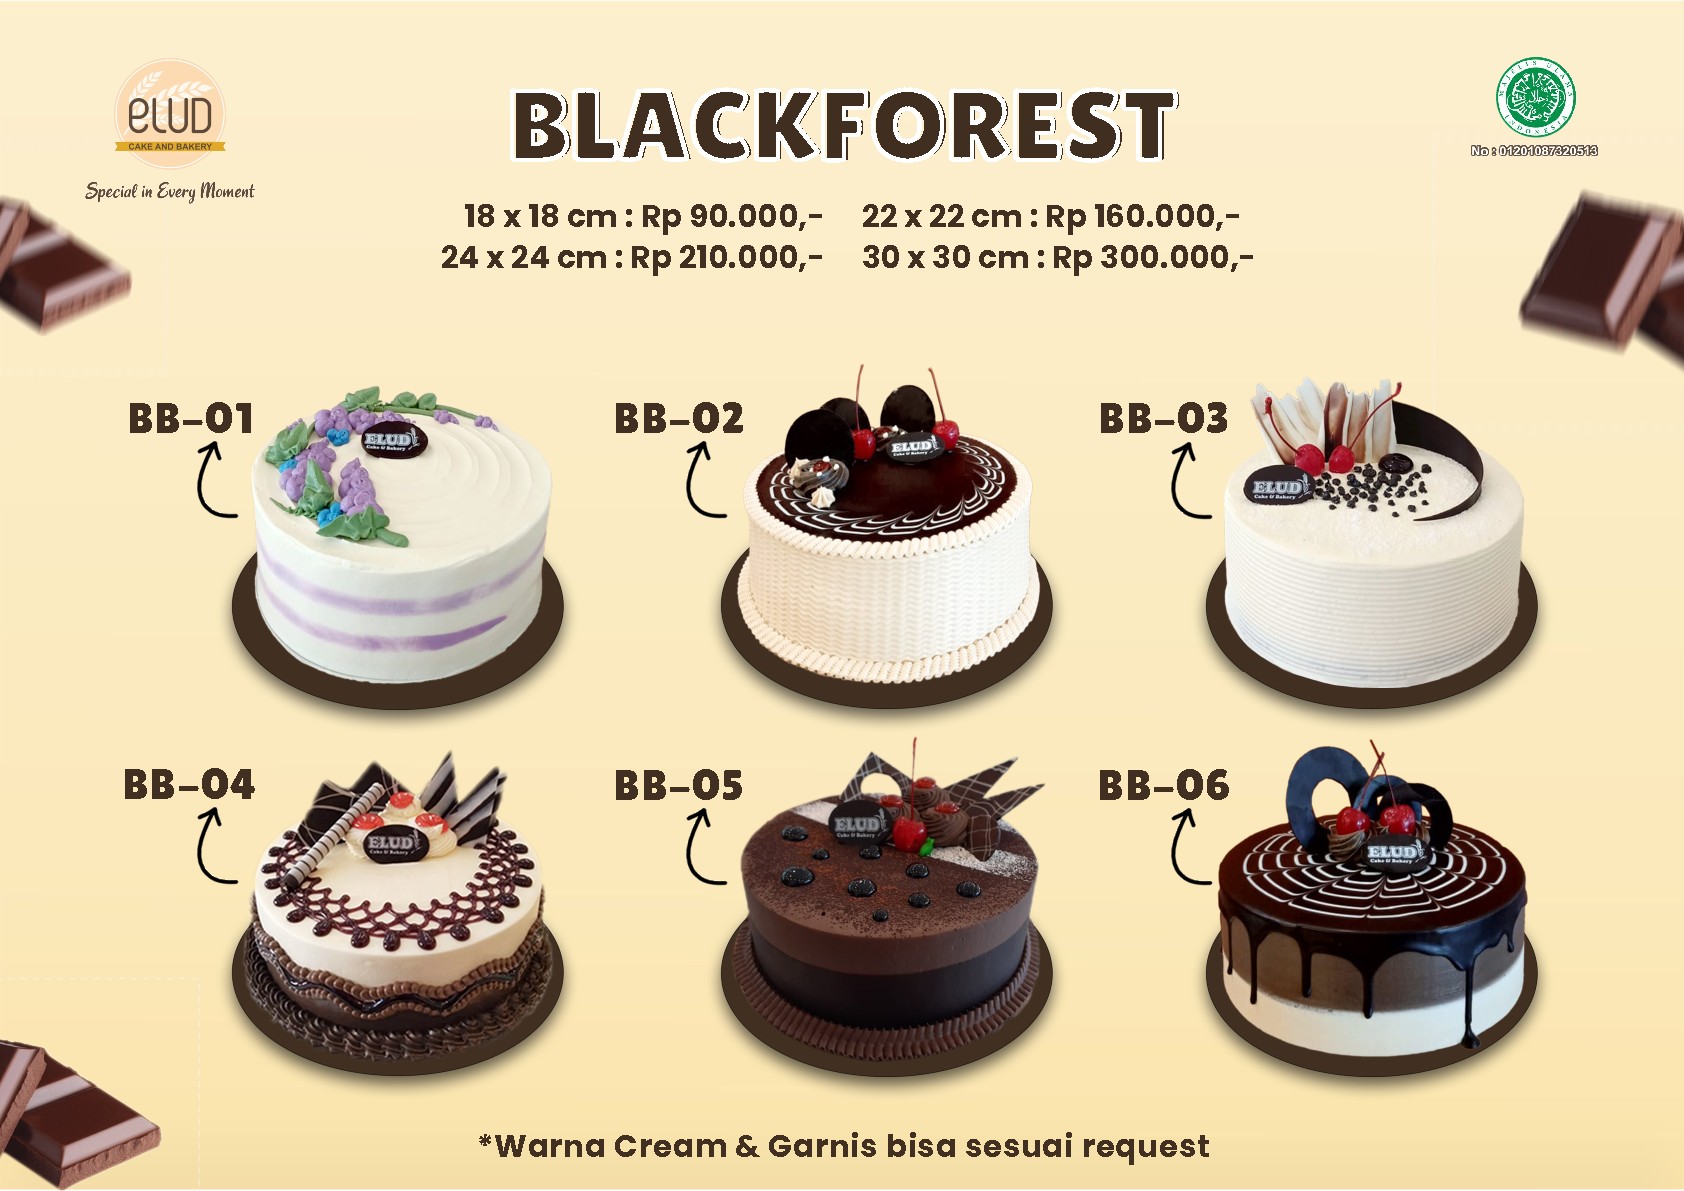 eLUD
CAKE AND BAKERY
Special in Every Moment
BLACKFOREST
MAJELIS ULAMA
INDONESIA
No : 01201087320513
18 x 18 cm : Rp 90.000,-
22 x 22 cm : Rp 160.000,-
24 x 24 cm : Rp 210.000,-
30 x 30 cm : Rp 300.000,-
BB-01
ELUD
Cake & Bakery
BB-02
ELUD
Cake & Bakery
BB-03
ELUD
Cake & Bakery
BB-04
ELUD
Cake & Bakery
BB-05
ELUD
Cake & Bakery
BB-06
ELUD
Cake & Bakery
*Warna Cream & Garnis bisa sesuai request